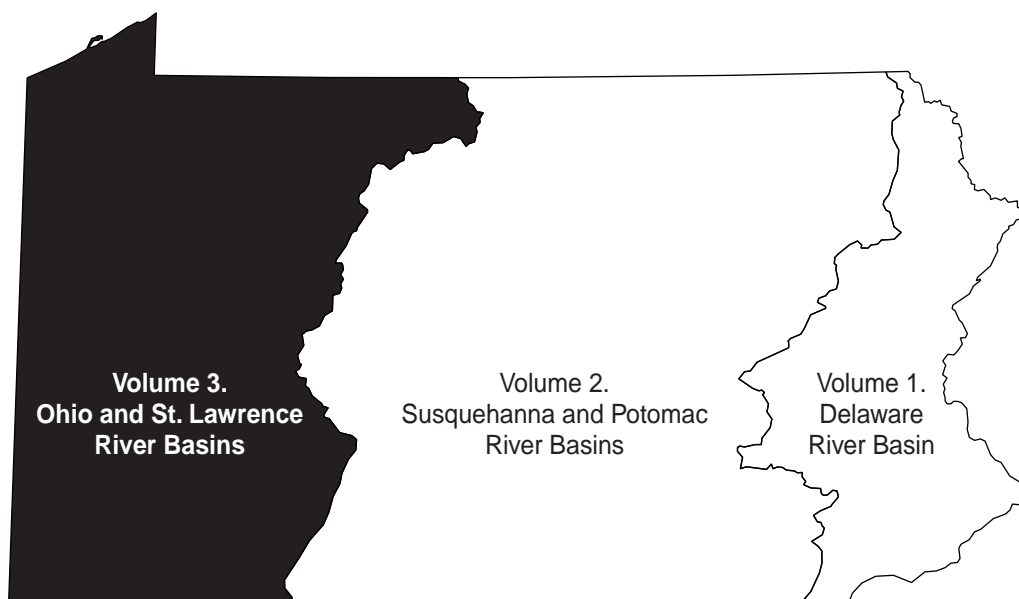 Volume 3.
Ohio and St. Lawrence
River Basins
Volume 2.
Susquehanna and Potomac
River Basins
Volume 1.
Delaware
River Basin